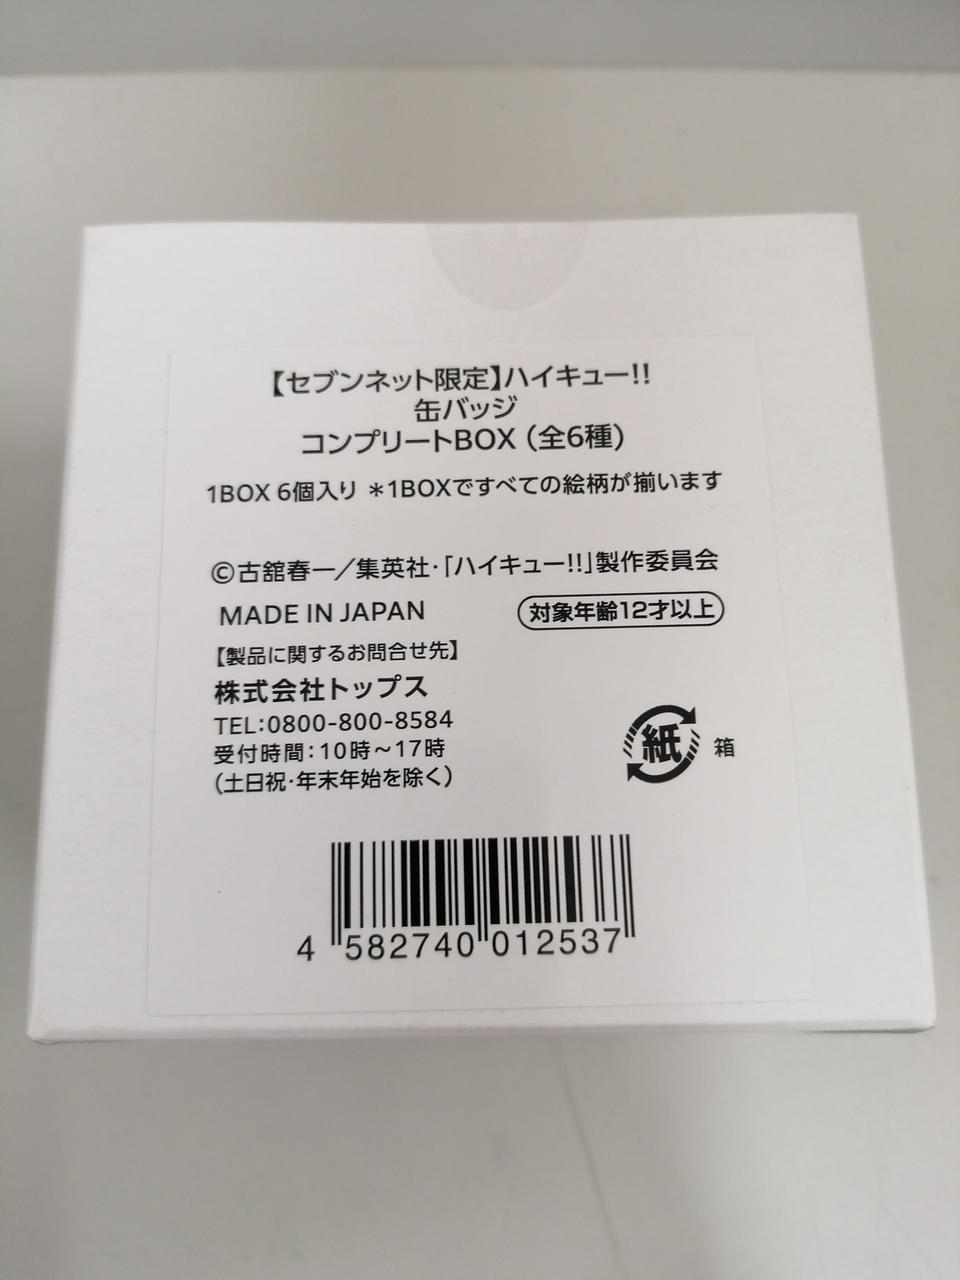 【セブンネット限定】ハイキュー!!
缶バッジ
コンプリートBOX（全6種）
1BOX 6個入り ＊1BOXですべての絵柄が揃います
©古舘春一／集英社・「ハイキュー!!」製作委員会
MADE IN JAPAN 対象年齢12才以上
【製品に関するお問合せ先】
株式会社トップス
TEL:0800-800-8584
受付時間：10時～17時
（土日祝・年末年始を除く）
紙 箱
4 582740 012537